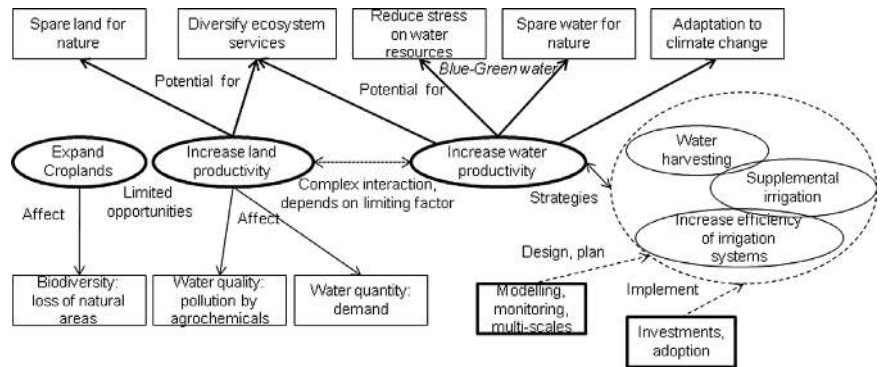 Spare land for
nature
Diversify ecosystem
services
Reduce stress
on water
resources
Spare water for
nature
Adaptation to
climate change
Potential for
Blue-Green water
Potential for
Expand
Croplands
Increase land
productivity
Increase water
productivity
Water
harvesting
Supplemental
irrigation
Increase efficiency
of irrigation
systems
Limited
opportunities
Complex interaction,
depends on limiting factor
Strategies
Affect
Affect
Design, plan
Implement
Biodiversity:
loss of natural
areas
Water quality:
pollution by
agrochemicals
Water quantity:
demand
Modelling,
monitoring,
multi-scales
Investments,
adoption